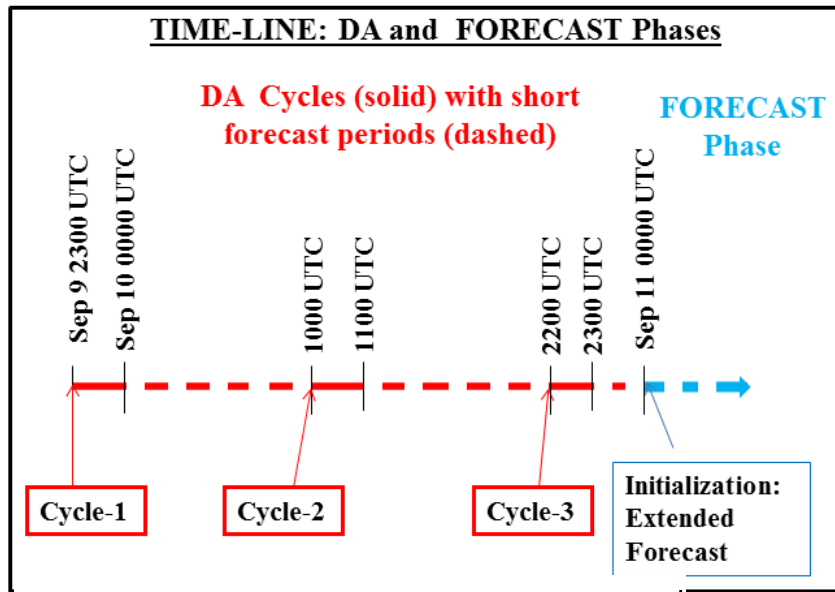 TIME-LINE: DA and FORECAST Phases
DA Cycles (solid) with short
forecast periods (dashed)
FORECAST
Phase
Sep 9 2300 UTC
Sep 10 0000 UTC
1000 UTC
1100 UTC
2200 UTC
2300 UTC
Sep 11 0000 UTC
Cycle-1
Cycle-2
Cycle-3
Initialization:
Extended
Forecast